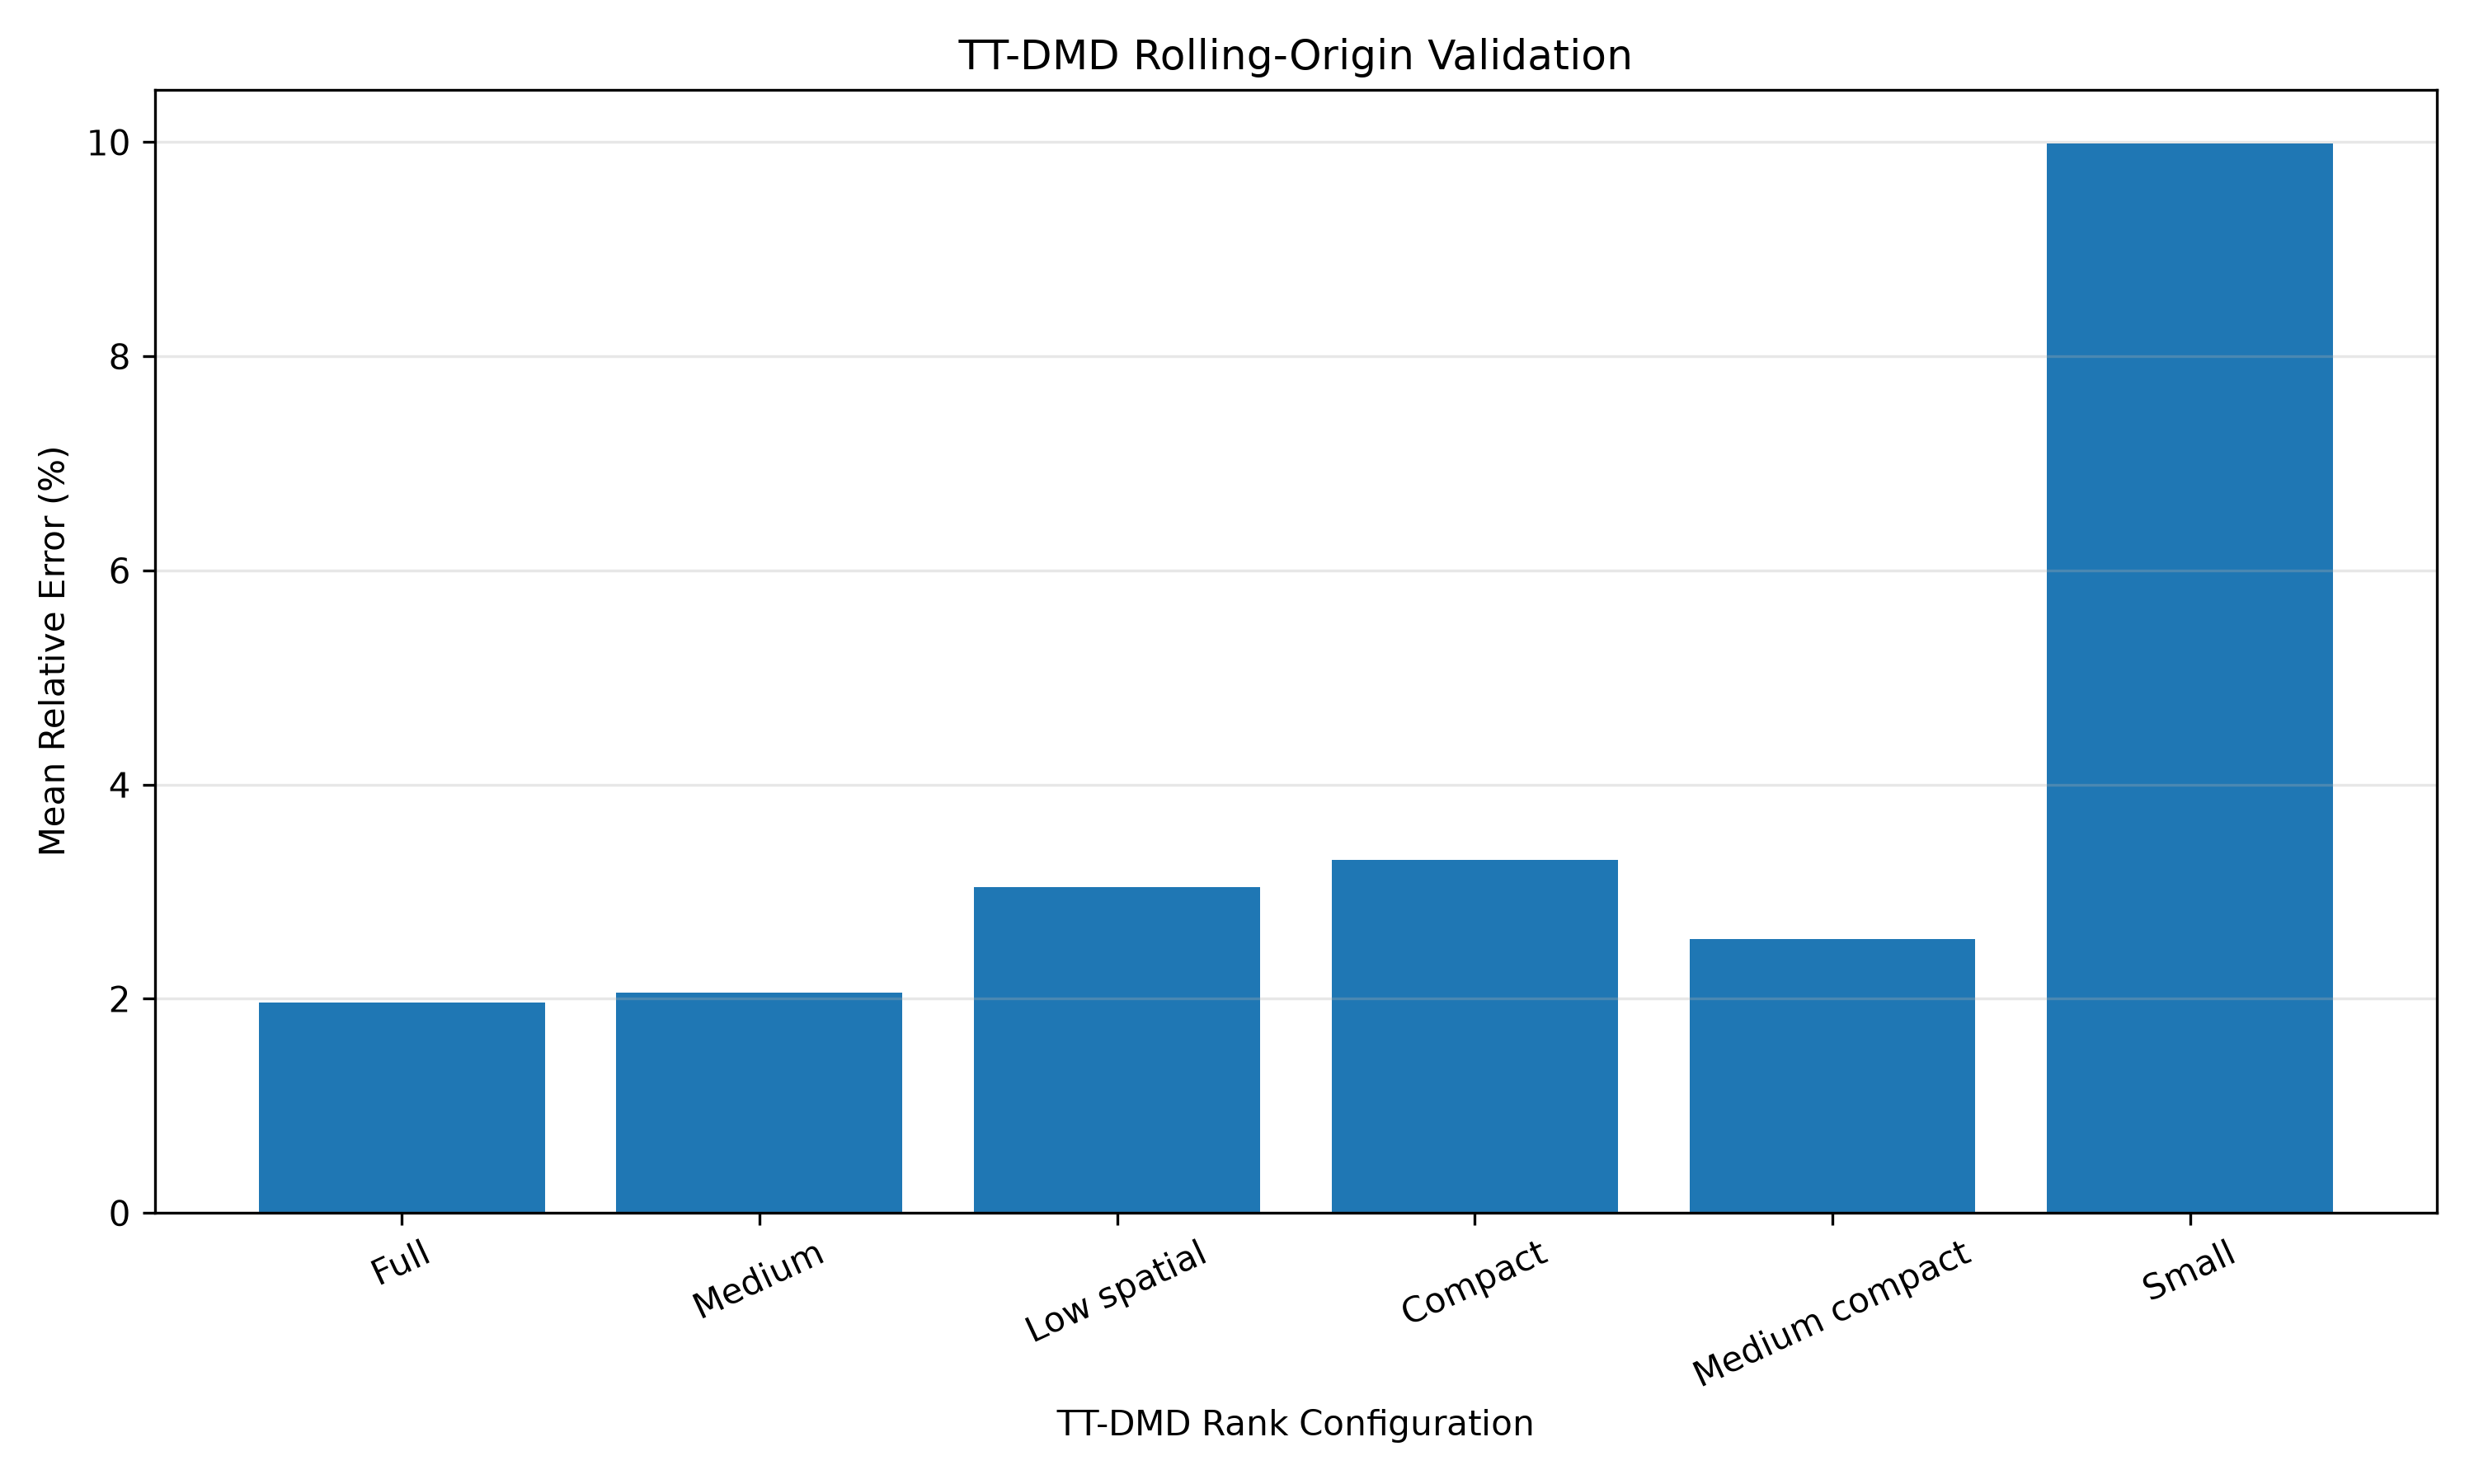 TT-DMD Rolling-Origin Validation
Mean Relative Error (%)
10
8
6
4
2
0
Full
Medium
Low spatial
Compact
Medium compact
Small
TT-DMD Rank Configuration